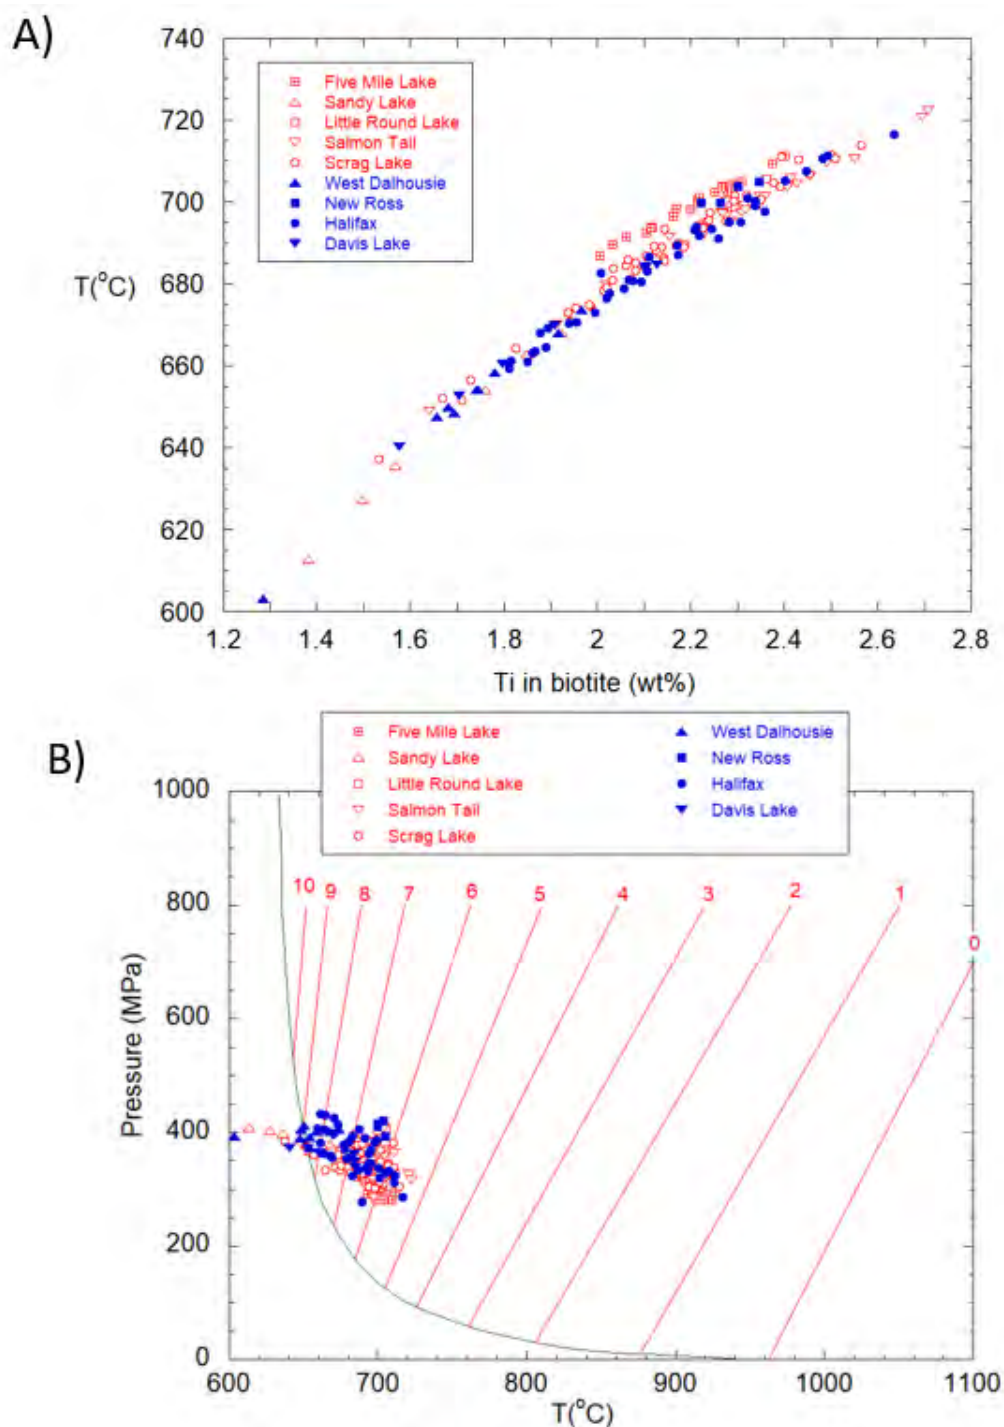 A)
740
720
700
680
660
640
620
600
T(°C)
Five Mile Lake
Sandy Lake
Little Round Lake
Salmon Tail
Scrag Lake
West Dalhousie
New Ross
Halifax
Davis Lake
1.2 1.4 1.6 1.8 2 2.2 2.4 2.6 2.8
Ti in biotite (wt%)
B)
Five Mile Lake West Dalhousie
Sandy Lake New Ross
Little Round Lake Halifax
Salmon Tail Davis Lake
Scrag Lake
1000
800
600
400
200
0
Pressure (MPa)
10 9 8 7 6 5 4 3 2 1 0
600 700 800 900 1000 1100
T(°C)